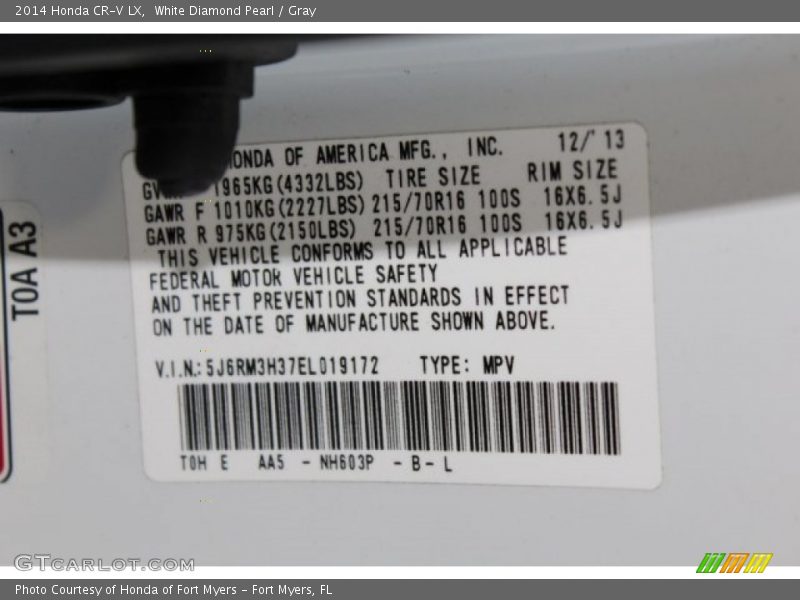 2014 Honda CR-V LX, White Diamond Pearl / Gray
HONDA OF AMERICA MFG., INC. 12/'13
1965KG(4332LBS) TIRE SIZE RIM SIZE
GAWR F 1010KG(2227LBS) 215/70R16 100S 16X6.5J
GAWR R 975KG(2150LBS) 215/70R16 100S 16X6.5J
THIS VEHICLE CONFORMS TO ALL APPLICABLE
FEDERAL MOTOR VEHICLE SAFETY
AND THEFT PREVENTION STANDARDS IN EFFECT
ON THE DATE OF MANUFACTURE SHOWN ABOVE.
V.I.N.: 5J6RM3H37EL019172 TYPE: MPV
T0H E AA5 - NH603P - B - L
T0A A3
GTCARLOT.COM
Photo Courtesy of Honda of Fort Myers - Fort Myers, FL